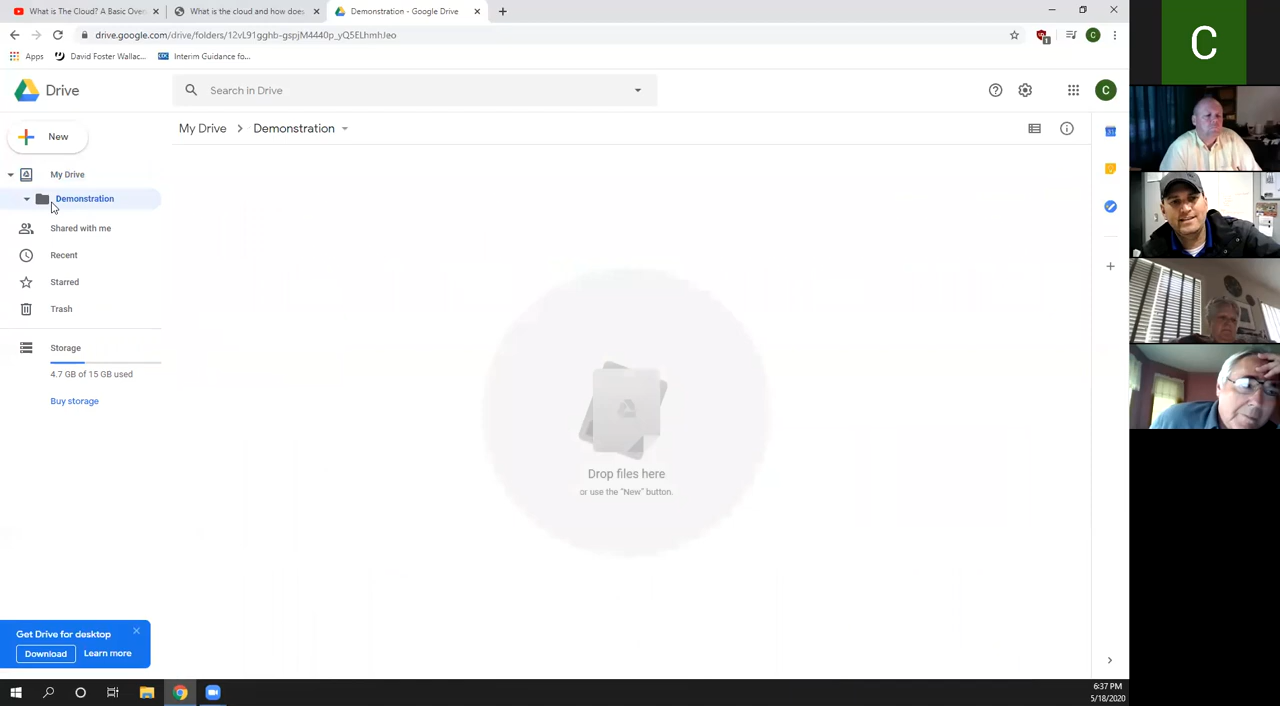 What is The Cloud? A Basic Over
What is the cloud and how does
Demonstration - Google Drive
drive.google.com/drive/folders/12vL91gghb-gspjM4440p_yQ5ELhmhJeo
Apps
David Foster Wallac...
Interim Guidance fo...
Drive
Search in Drive
C
New
My Drive
Demonstration
My Drive
Demonstration
Shared with me
Recent
Starred
Trash
Storage
4.7 GB of 15 GB used
Buy storage
Drop files here
or use the "New" button.
Get Drive for desktop
Download
Learn more
6:37 PM
5/18/2020
C